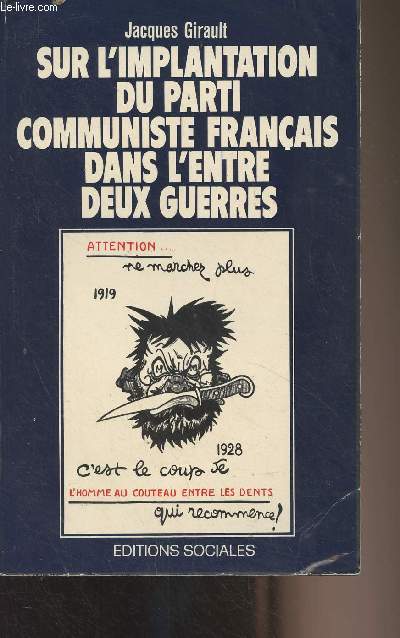 Le-livre.com
Jacques Girault
SUR L'IMPLANTATION
DU PARTI
COMMUNISTE FRANÇAIS
DANS L'ENTRE
DEUX GUERRES
ATTENTION...
ne marchez plus
1919
1928
c'est le coup de
L'HOMME AU COUTEAU ENTRE LES DENTS
qui recommence!
EDITIONS SOCIALES